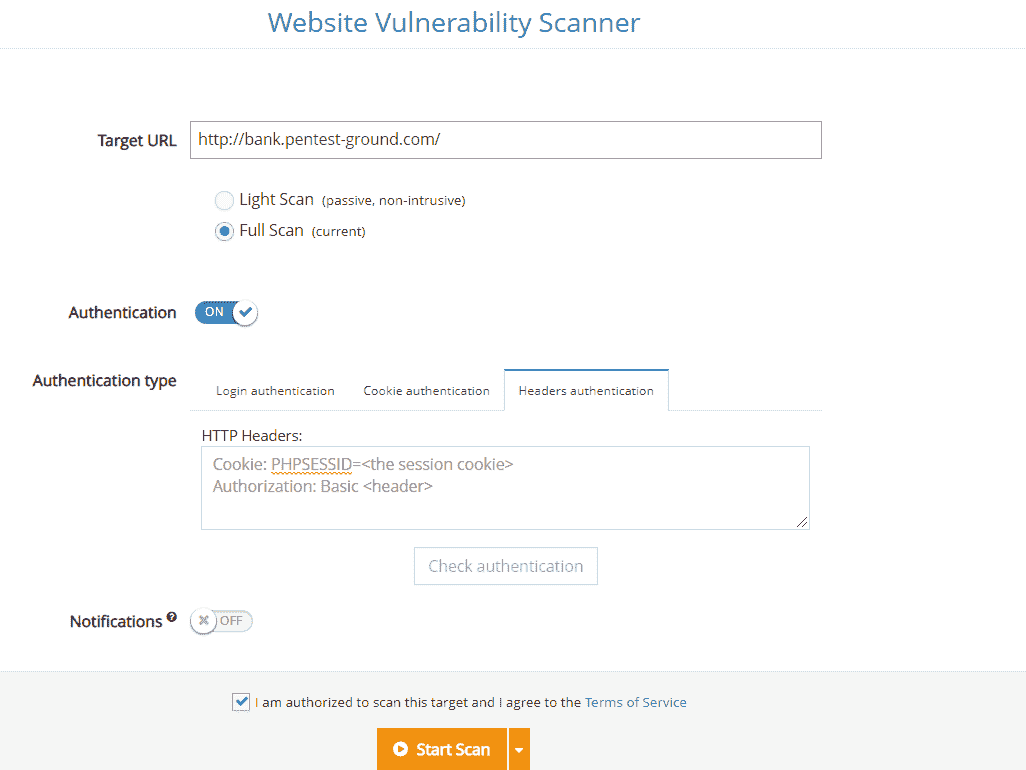 Website Vulnerability Scanner
Target URL http://bank.pentest-ground.com/
Light Scan (passive, non-intrusive)
Full Scan (current)
Authentication ON
Authentication type
Login authentication Cookie authentication Headers authentication
HTTP Headers:
Cookie: PHPSESSID=<the session cookie>
Authorization: Basic <header>
Check authentication
Notifications ? OFF
I am authorized to scan this target and I agree to the Terms of Service
Start Scan